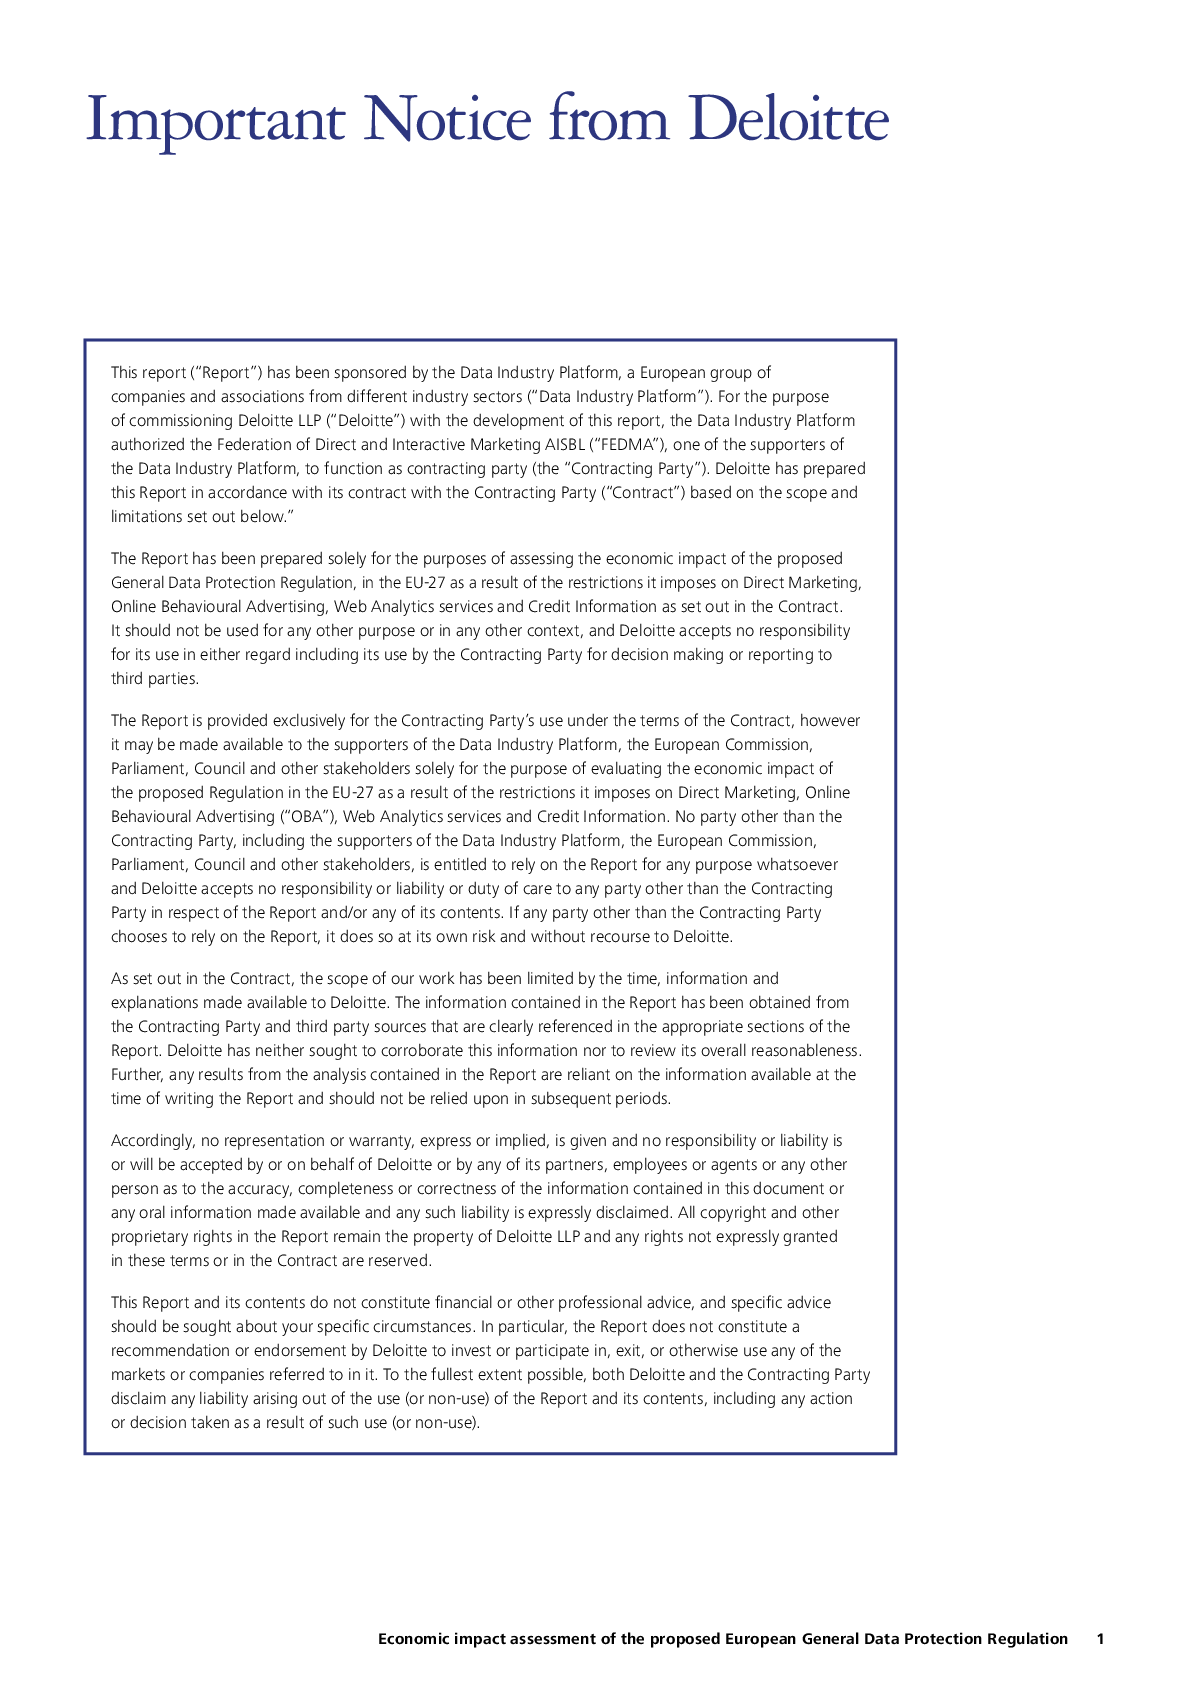 Important Notice from Deloitte
This report (“Report”) has been sponsored by the Data Industry Platform, a European group of
companies and associations from different industry sectors (“Data Industry Platform”). For the purpose
of commissioning Deloitte LLP (“Deloitte”) with the development of this report, the Data Industry Platform
authorized the Federation of Direct and Interactive Marketing AISBL (“FEDMA”), one of the supporters of
the Data Industry Platform, to function as contracting party (the “Contracting Party”). Deloitte has prepared
this Report in accordance with its contract with the Contracting Party (“Contract”) based on the scope and
limitations set out below.”
The Report has been prepared solely for the purposes of assessing the economic impact of the proposed
General Data Protection Regulation, in the EU-27 as a result of the restrictions it imposes on Direct Marketing,
Online Behavioural Advertising, Web Analytics services and Credit Information as set out in the Contract.
It should not be used for any other purpose or in any other context, and Deloitte accepts no responsibility
for its use in either regard including its use by the Contracting Party for decision making or reporting to
third parties.
The Report is provided exclusively for the Contracting Party’s use under the terms of the Contract, however
it may be made available to the supporters of the Data Industry Platform, the European Commission,
Parliament, Council and other stakeholders solely for the purpose of evaluating the economic impact of
the proposed Regulation in the EU-27 as a result of the restrictions it imposes on Direct Marketing, Online
Behavioural Advertising (“OBA”), Web Analytics services and Credit Information. No party other than the
Contracting Party, including the supporters of the Data Industry Platform, the European Commission,
Parliament, Council and other stakeholders, is entitled to rely on the Report for any purpose whatsoever
and Deloitte accepts no responsibility or liability or duty of care to any party other than the Contracting
Party in respect of the Report and/or any of its contents. If any party other than the Contracting Party
chooses to rely on the Report, it does so at its own risk and without recourse to Deloitte.
As set out in the Contract, the scope of our work has been limited by the time, information and
explanations made available to Deloitte. The information contained in the Report has been obtained from
the Contracting Party and third party sources that are clearly referenced in the appropriate sections of the
Report. Deloitte has neither sought to corroborate this information nor to review its overall reasonableness.
Further, any results from the analysis contained in the Report are reliant on the information available at the
time of writing the Report and should not be relied upon in subsequent periods.
Accordingly, no representation or warranty, express or implied, is given and no responsibility or liability is
or will be accepted by or on behalf of Deloitte or by any of its partners, employees or agents or any other
person as to the accuracy, completeness or correctness of the information contained in this document or
any oral information made available and any such liability is expressly disclaimed. All copyright and other
proprietary rights in the Report remain the property of Deloitte LLP and any rights not expressly granted
in these terms or in the Contract are reserved.
This Report and its contents do not constitute financial or other professional advice, and specific advice
should be sought about your specific circumstances. In particular, the Report does not constitute a
recommendation or endorsement by Deloitte to invest or participate in, exit, or otherwise use any of the
markets or companies referred to in it. To the fullest extent possible, both Deloitte and the Contracting Party
disclaim any liability arising out of the use (or non-use) of the Report and its contents, including any action
or decision taken as a result of such use (or non-use).
Economic impact assessment of the proposed European General Data Protection Regulation 1